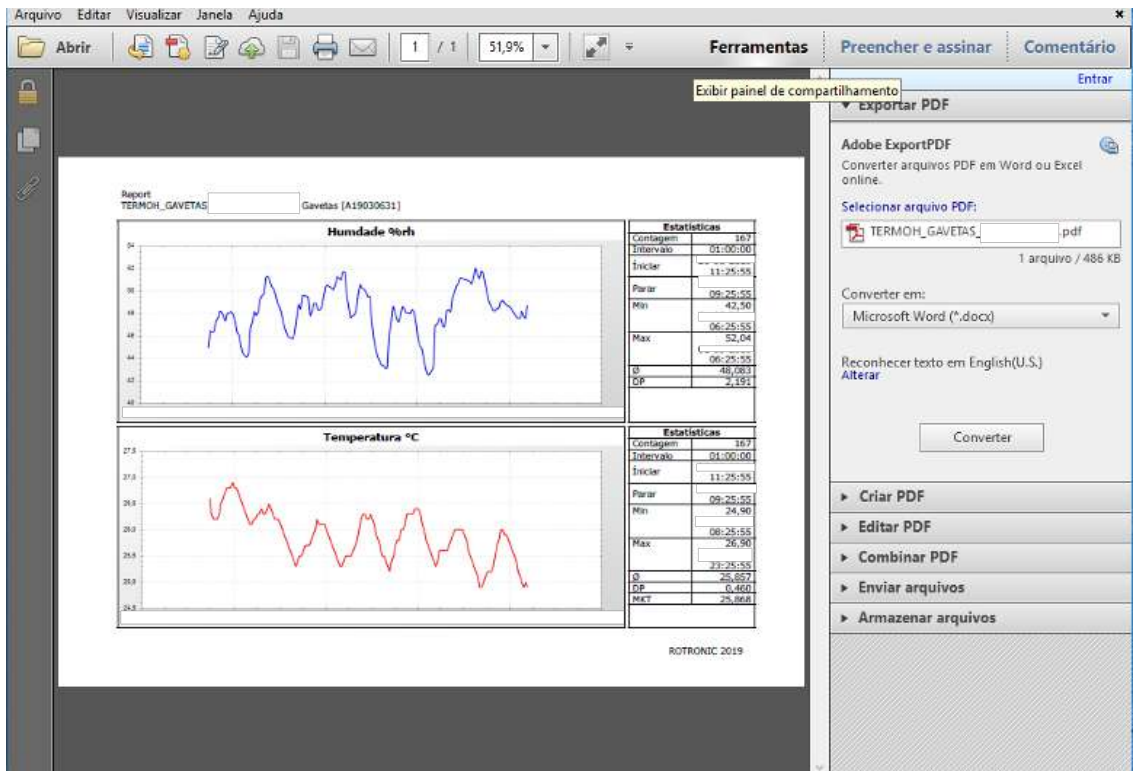 Arquivo Editar Visualizar Janela Ajuda
Abrir 1 / 1 51,9% Ferramentas Preencher e assinar Comentário
Exibir painel de compartilhamento
Entrar
Exportar PDF
Adobe ExportPDF
Converter arquivos PDF em Word ou Excel
online.
Selecionar arquivo PDF:
TERMOH_GAVETAS_ .pdf
1 arquivo / 486 KB
Converter em:
Microsoft Word (*.docx)
Reconhecer texto em English(U.S.)
Alterar
Converter
Criar PDF
Editar PDF
Combinar PDF
Enviar arquivos
Armazenar arquivos
Report
TERMOH_GAVETAS Gavetas [A19030631]
Humdade %rh
Estatísticas
Contagem 167
Intervalo 01:00:00
Iniciar
11:25:55
Parar
09:25:55
Min 42,50
06:25:55
Max 52,04
06:25:55
Ø 48,083
DP 2,191
Temperatura °C
27,5
Estatísticas
Contagem 167
Intervalo 01:00:00
Iniciar
11:25:55
Parar
09:25:55
Min 24,90
08:25:55
Max 26,90
23:25:55
Ø 25,857
DP 0,460
MKT 25,868
ROTRONIC 2019